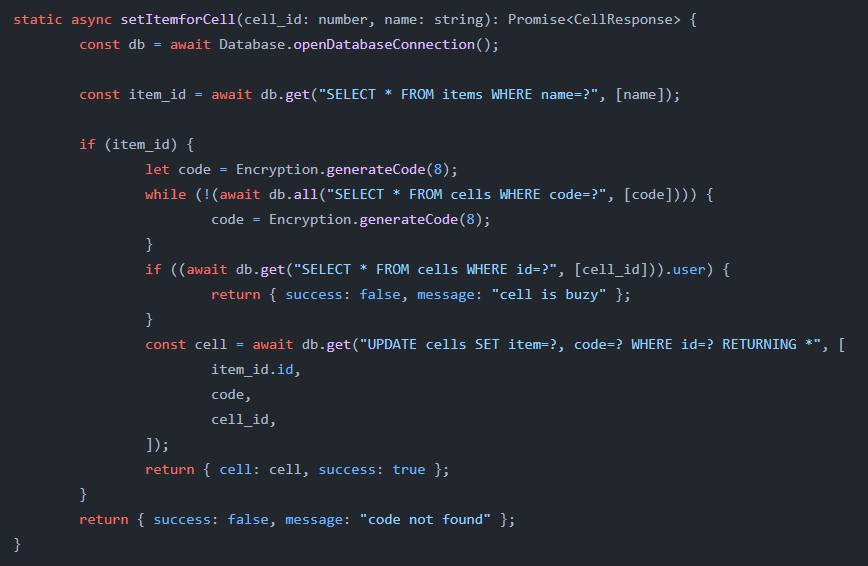 static async setItemforCell(cell_id: number, name: string): Promise<CellResponse> {
const db = await Database.openDatabaseConnection();
const item_id = await db.get("SELECT * FROM items WHERE name=?", [name]);
if (item_id) {
let code = Encryption.generateCode(8);
while (!(await db.all("SELECT * FROM cells WHERE code=?", [code]))) {
code = Encryption.generateCode(8);
}
if ((await db.get("SELECT * FROM cells WHERE id=?", [cell_id])).user) {
return { success: false, message: "cell is buzy" };
}
const cell = await db.get("UPDATE cells SET item=?, code=? WHERE id=? RETURNING *", [
item_id.id,
code,
cell_id,
]);
return { cell: cell, success: true };
}
return { success: false, message: "code not found" };
}